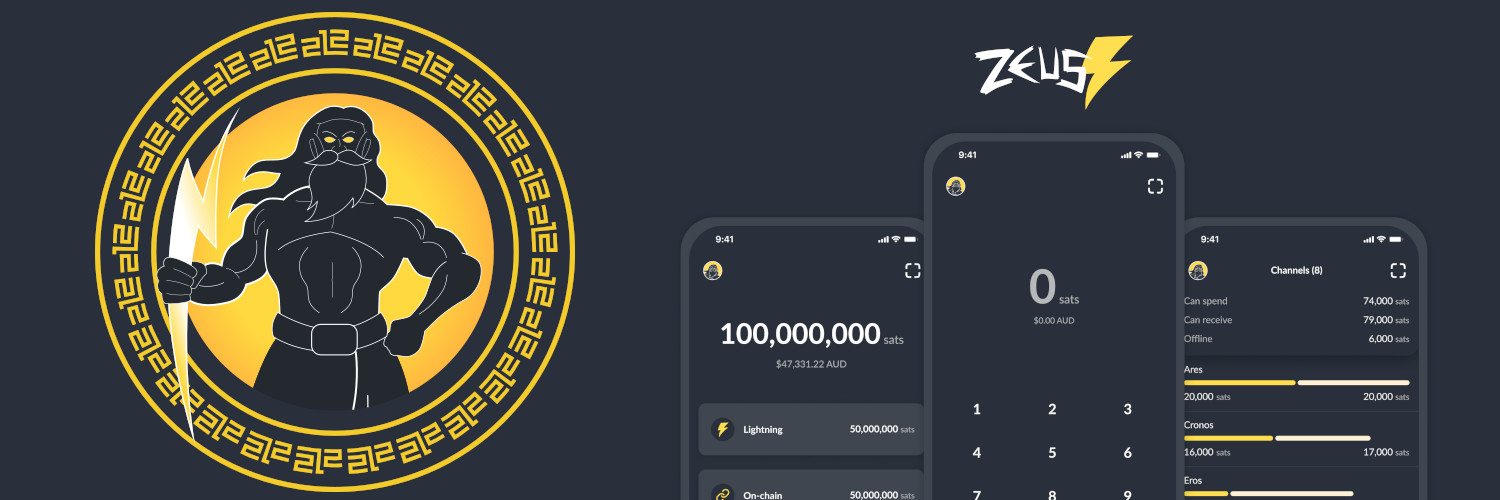 ZEUS
9:41
100,000,000 sats
$47,331.22 AUD
Lightning 50,000,000 sats
On-chain 50,000,000 sats
9:41
0 sats
$0.00 AUD
1 2 3
4 5 6
7 8 9
9:41
Channels (8)
Can spend 74,000 sats
Can receive 79,000 sats
Offline 6,000 sats
Ares
20,000 sats 20,000 sats
Cronos
16,000 sats 17,000 sats
Eros